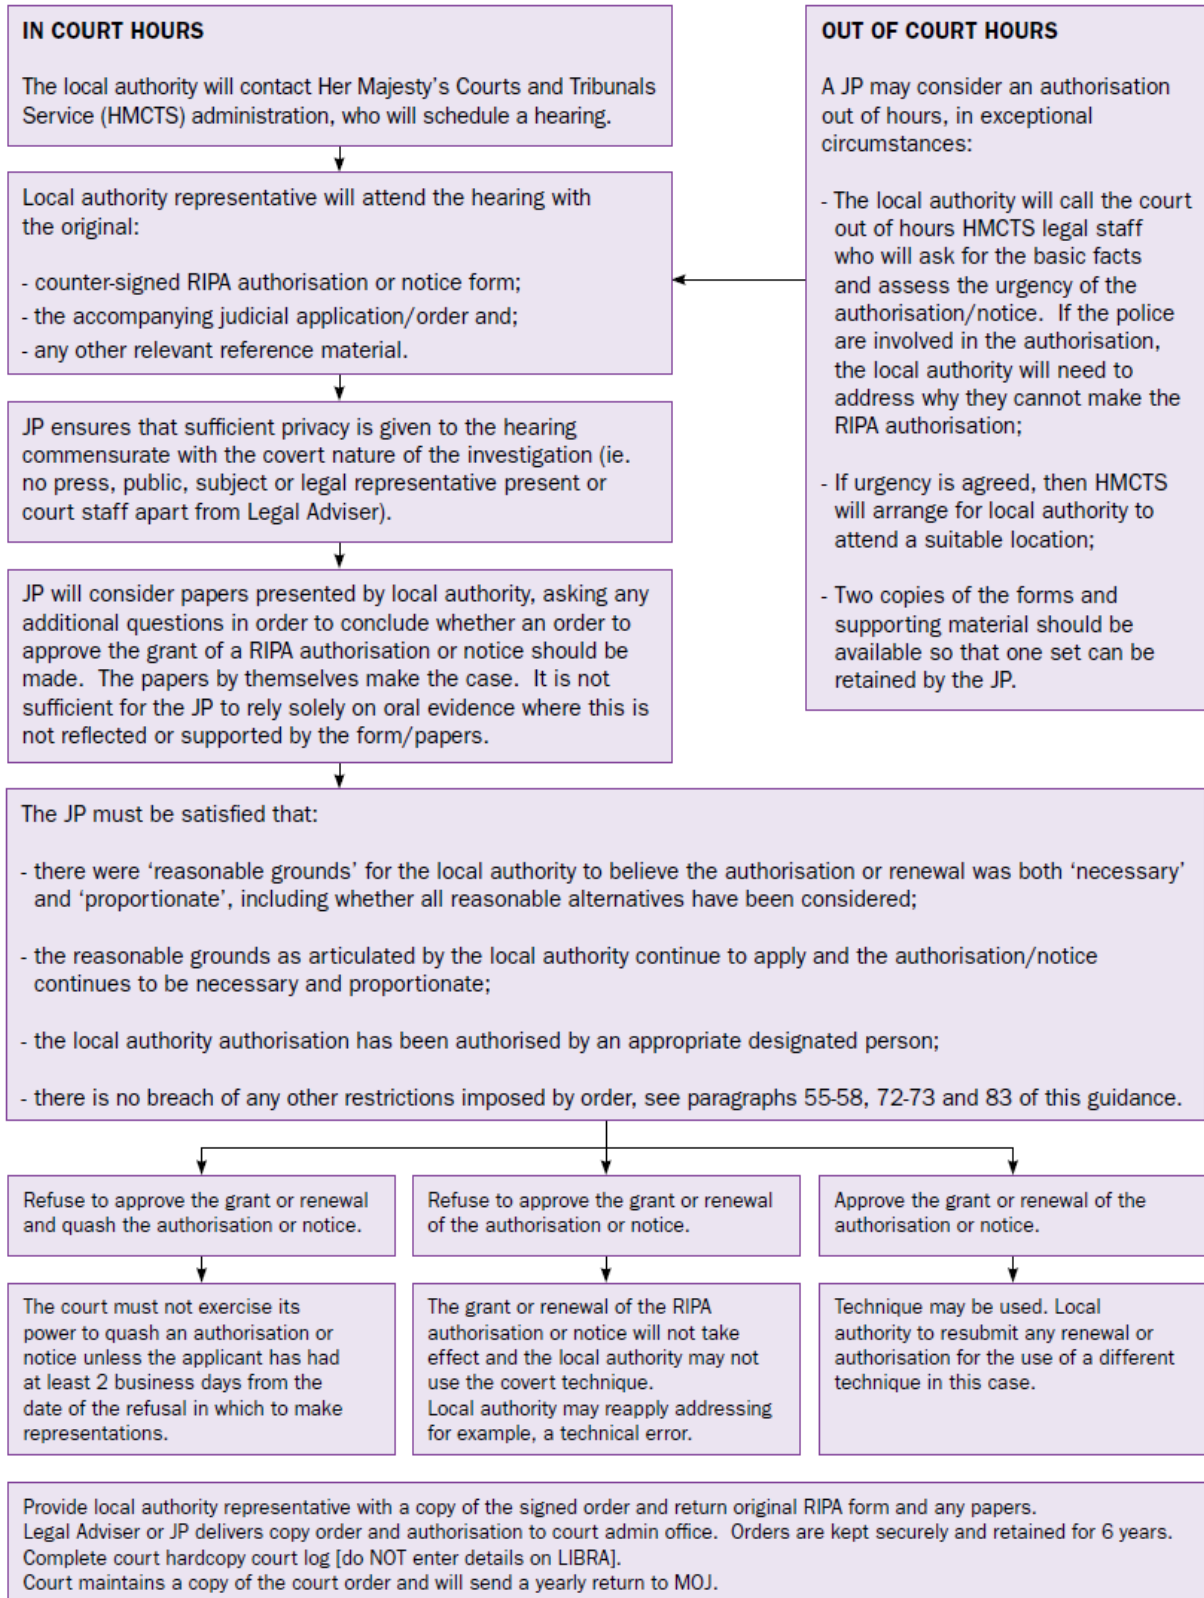 IN COURT HOURS
The local authority will contact Her Majesty's Courts and Tribunals
Service (HMCTS) administration, who will schedule a hearing.
Local authority representative will attend the hearing with
the original:
- counter-signed RIPA authorisation or notice form;
- the accompanying judicial application/order and;
- any other relevant reference material.
JP ensures that sufficient privacy is given to the hearing
commensurate with the covert nature of the investigation (ie.
no press, public, subject or legal representative present or
court staff apart from Legal Adviser).
JP will consider papers presented by local authority, asking any
additional questions in order to conclude whether an order to
approve the grant of a RIPA authorisation or notice should be
made. The papers by themselves make the case. It is not
sufficient for the JP to rely solely on oral evidence where this is
not reflected or supported by the form/papers.
OUT OF COURT HOURS
A JP may consider an authorisation
out of hours, in exceptional
circumstances:
- The local authority will call the court
out of hours HMCTS legal staff
who will ask for the basic facts
and assess the urgency of the
authorisation/notice. If the police
are involved in the authorisation,
the local authority will need to
address why they cannot make the
RIPA authorisation;
- If urgency is agreed, then HMCTS
will arrange for local authority to
attend a suitable location;
- Two copies of the forms and
supporting material should be
available so that one set can be
retained by the JP.
The JP must be satisfied that:
- there were 'reasonable grounds' for the local authority to believe the authorisation or renewal was both 'necessary'
and 'proportionate', including whether all reasonable alternatives have been considered;
- the reasonable grounds as articulated by the local authority continue to apply and the authorisation/notice
continues to be necessary and proportionate;
- the local authority authorisation has been authorised by an appropriate designated person;
- there is no breach of any other restrictions imposed by order, see paragraphs 55-58, 72-73 and 83 of this guidance.
Refuse to approve the grant or renewal
and quash the authorisation or notice.
The court must not exercise its
power to quash an authorisation or
notice unless the applicant has had
at least 2 business days from the
date of the refusal in which to make
representations.
Refuse to approve the grant or renewal
of the authorisation or notice.
The grant or renewal of the RIPA
authorisation or notice will not take
effect and the local authority may not
use the covert technique.
Local authority may reapply addressing
for example, a technical error.
Approve the grant or renewal of the
authorisation or notice.
Technique may be used. Local
authority to resubmit any renewal or
authorisation for the use of a different
technique in this case.
Provide local authority representative with a copy of the signed order and return original RIPA form and any papers.
Legal Adviser or JP delivers copy order and authorisation to court admin office. Orders are kept securely and retained for 6 years.
Complete court hardcopy court log [do NOT enter details on LIBRA].
Court maintains a copy of the court order and will send a yearly return to MOJ.